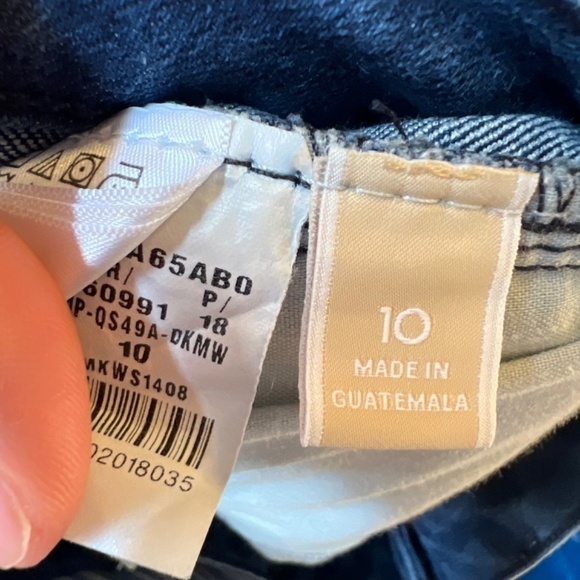 A65AB0
R/ P/
60991 18
P-QS49A-DKMW
10
MKWS1408
02018035
10
MADE IN
GUATEMALA